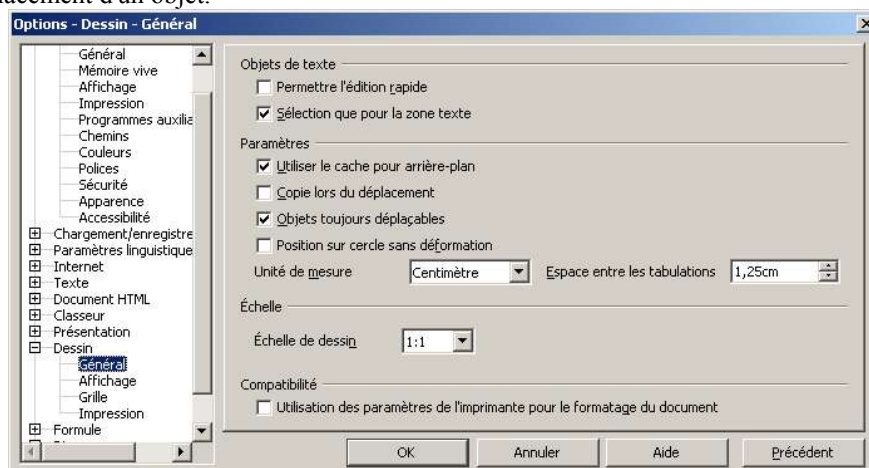 d'un objet.
Options - Dessin - Général
Général
Mémoire vive
Affichage
Impression
Programmes auxilia
Chemins
Couleurs
Polices
Sécurité
Apparence
Accessibilité
Chargement/enregistre
Paramètres linguistique
Internet
Texte
Document HTML
Classeur
Présentation
Dessin
Général
Affichage
Grille
Impression
Formule
Objets de texte
Permettre l'édition rapide
Sélection que pour la zone texte
Paramètres
Utiliser le cache pour arrière-plan
Copie lors du déplacement
Objets toujours déplaçables
Position sur cercle sans déformation
Unité de mesure Centimètre Espace entre les tabulations 1,25cm
Échelle
Échelle de dessin 1:1
Compatibilité
Utilisation des paramètres de l'imprimante pour le formatage du document
OK Annuler Aide Précédent